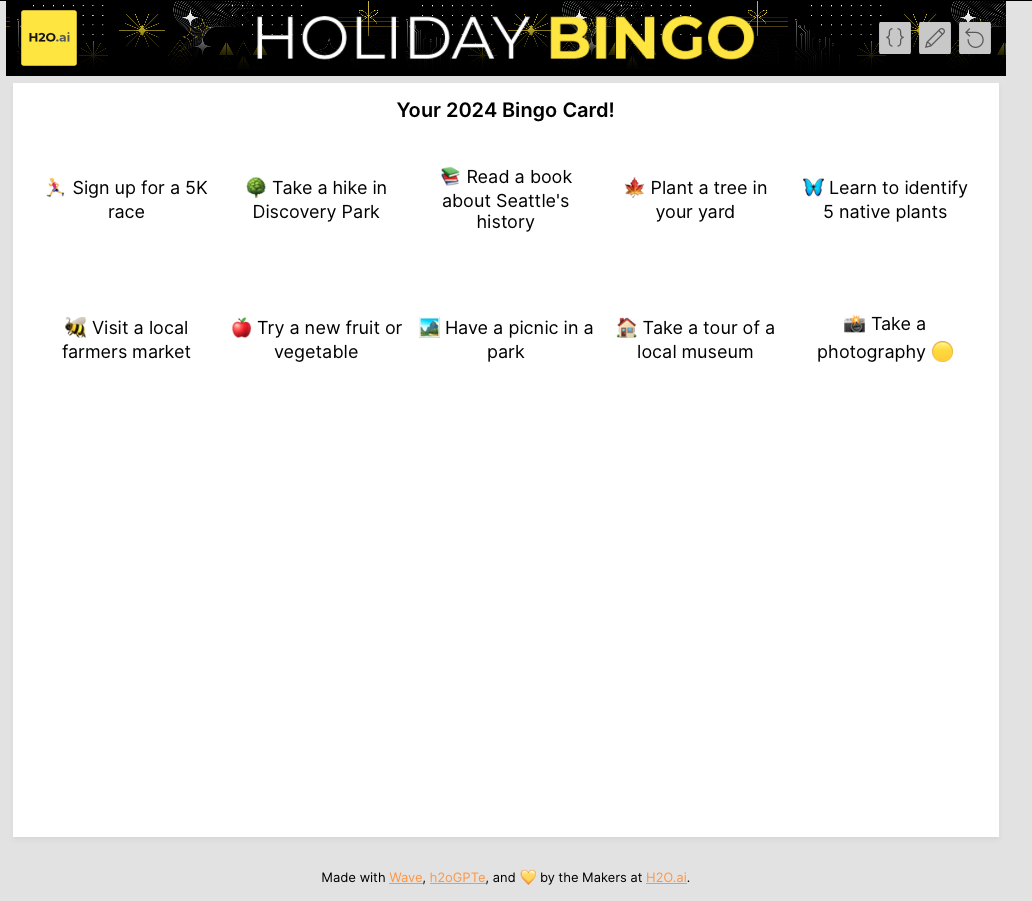 H2O.ai
HOLIDAY BINGO
{}
Your 2024 Bingo Card!
🏃‍♀️ Sign up for a 5K
race
🌳 Take a hike in
Discovery Park
📚 Read a book
about Seattle's
history
🍁 Plant a tree in
your yard
🦋 Learn to identify
5 native plants
🐝 Visit a local
farmers market
🍎 Try a new fruit or
vegetable
🏞️ Have a picnic in a
park
🏠 Take a tour of a
local museum
📸 Take a
photography 🟡
Made with Wave, h2oGPTe, and 💛 by the Makers at H2O.ai.